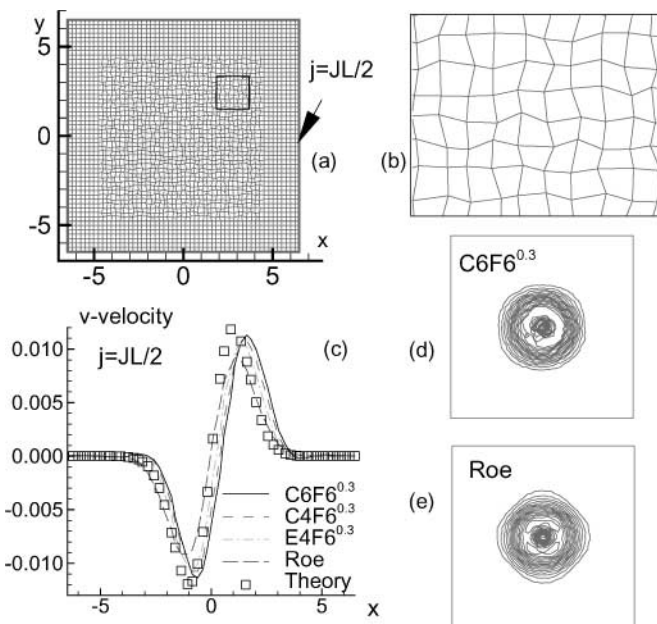 y
5
0
-5
-5
0
5
x
j=JL/2
(a)
(b)
v-velocity
j=JL/2
(c)
0.010
0.005
0.000
-0.005
-0.010
-5
0
5
x
C6F6^0.3
C4F6^0.3
E4F6^0.3
Roe
Theory
C6F6^0.3
(d)
Roe
(e)